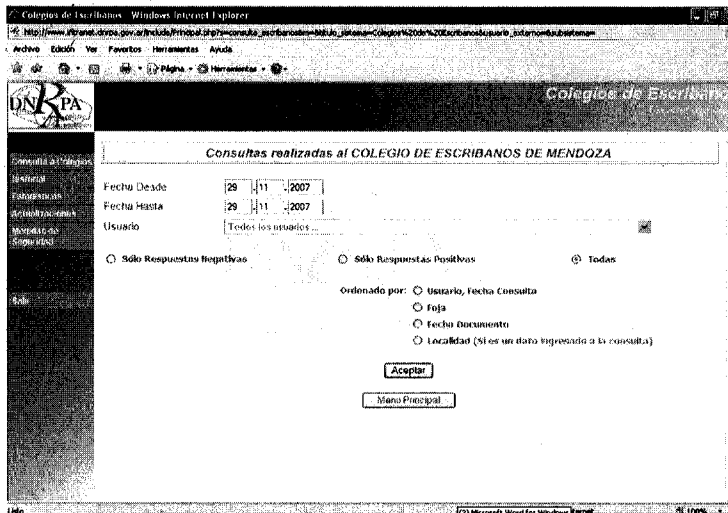 Colegios de Escribanos - Windows Internet Explorer
Archivo Edición Ver Favoritos Herramientas Ayuda
Página Herramientas
DNRPA
Colegios de Escribano
Consulta a Colegios
Historial
Estadísticas
Actualizaciones
Medidas de
Seguridad
Salir
Consultas realizadas al COLEGIO DE ESCRIBANOS DE MENDOZA
Fecha Desde 29 . 11 . 2007
Fecha Hasta 29 . 11 . 2007
Usuario Todos los usuarios ...
Sólo Respuestas Negativas Sólo Respuestas Positivas Todas
Ordenado por: Usuario, Fecha Consulta
Foja
Fecha Documento
Localidad (Si es un dato ingresado a la consulta)
Aceptar
Menú Principal
Listo Microsoft Word for Windows 100%